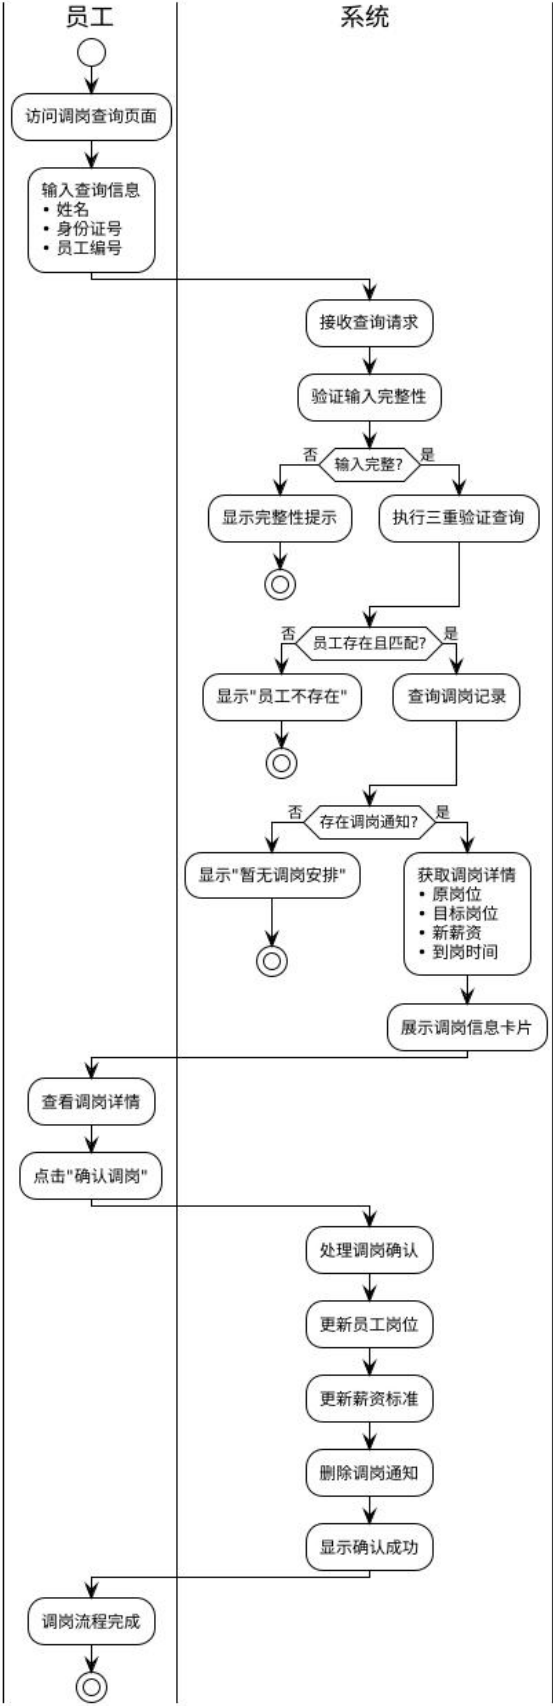 员工
系统
访问调岗查询页面
输入查询信息
• 姓名
• 身份证号
• 员工编号
接收查询请求
验证输入完整性
否
输入完整?
是
显示完整性提示
执行三重验证查询
否
员工存在且匹配?
是
显示"员工不存在"
查询调岗记录
否
存在调岗通知?
是
显示"暂无调岗安排"
获取调岗详情
• 原岗位
• 目标岗位
• 新薪资
• 到岗时间
展示调岗信息卡片
查看调岗详情
点击"确认调岗"
处理调岗确认
更新员工岗位
更新薪资标准
删除调岗通知
显示确认成功
调岗流程完成